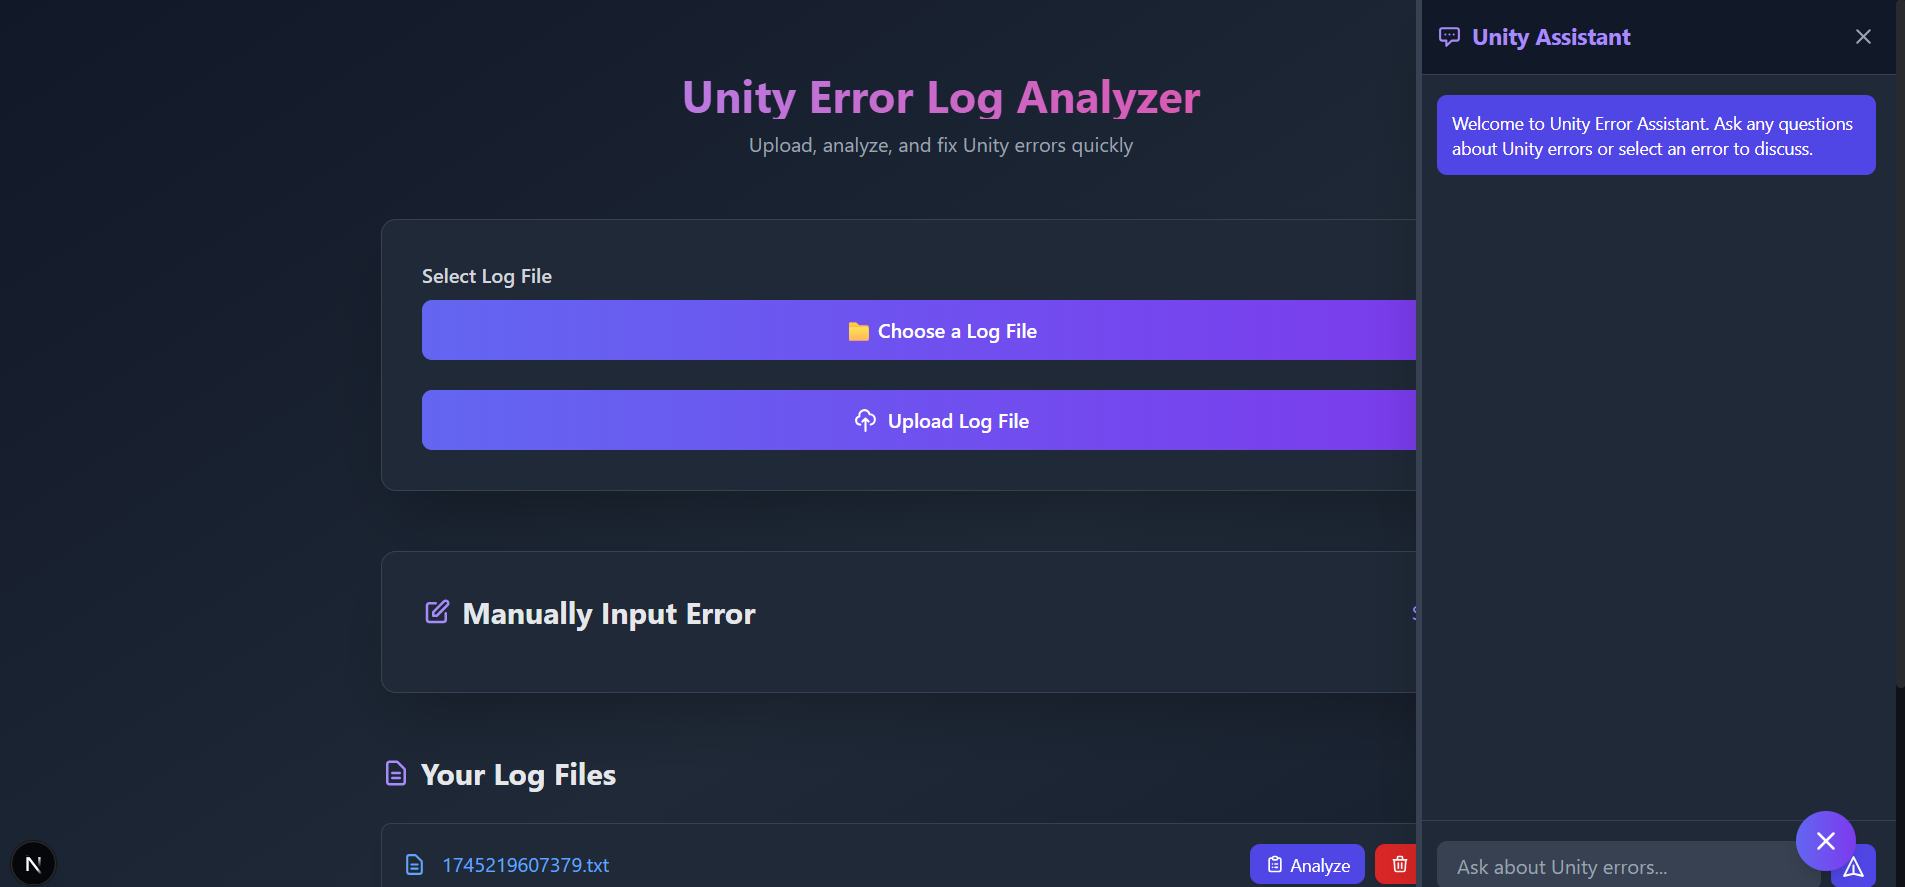 Unity Error Log Analyzer
Upload, analyze, and fix Unity errors quickly
Select Log File
Choose a Log File
Upload Log File
Manually Input Error
Your Log Files
1745219607379.txt
Analyze
N
Unity Assistant
Welcome to Unity Error Assistant. Ask any questions
about Unity errors or select an error to discuss.
Ask about Unity errors...